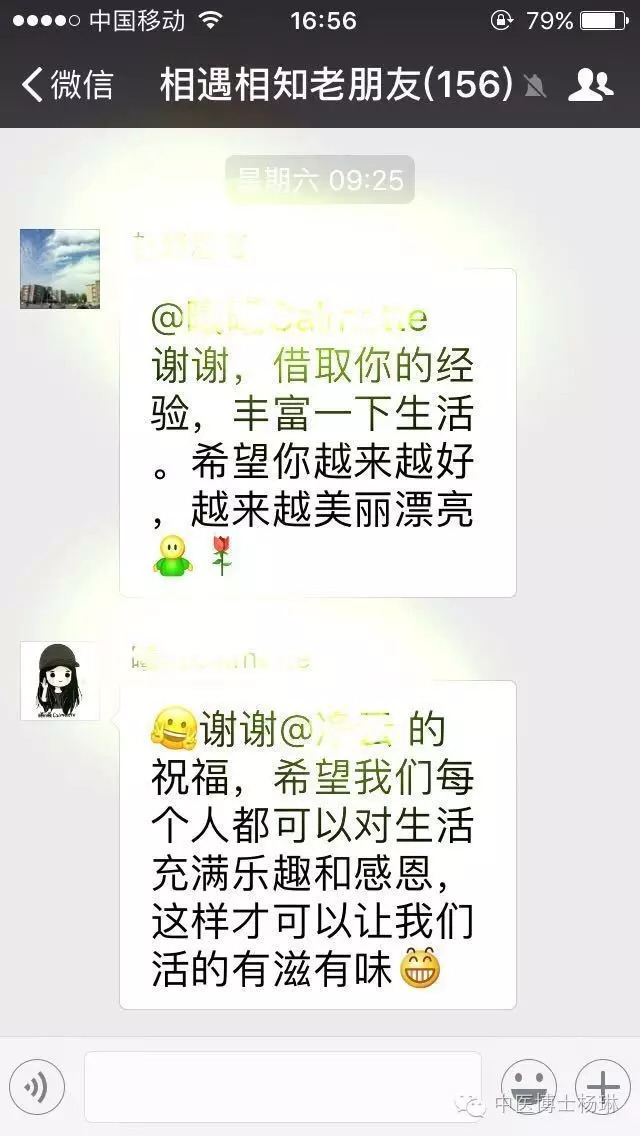 中国移动
16:56
79%
微信
相遇相知老朋友(156)
星期六 09:25
@
谢谢，借取你的经
验，丰富一下生活
。希望你越来越好
，越来越美丽漂亮
谢谢@ 的
祝福，希望我们每
个人都可以对生活
充满乐趣和感恩，
这样才可以让我们
活的有滋有味
中医博士杨琳